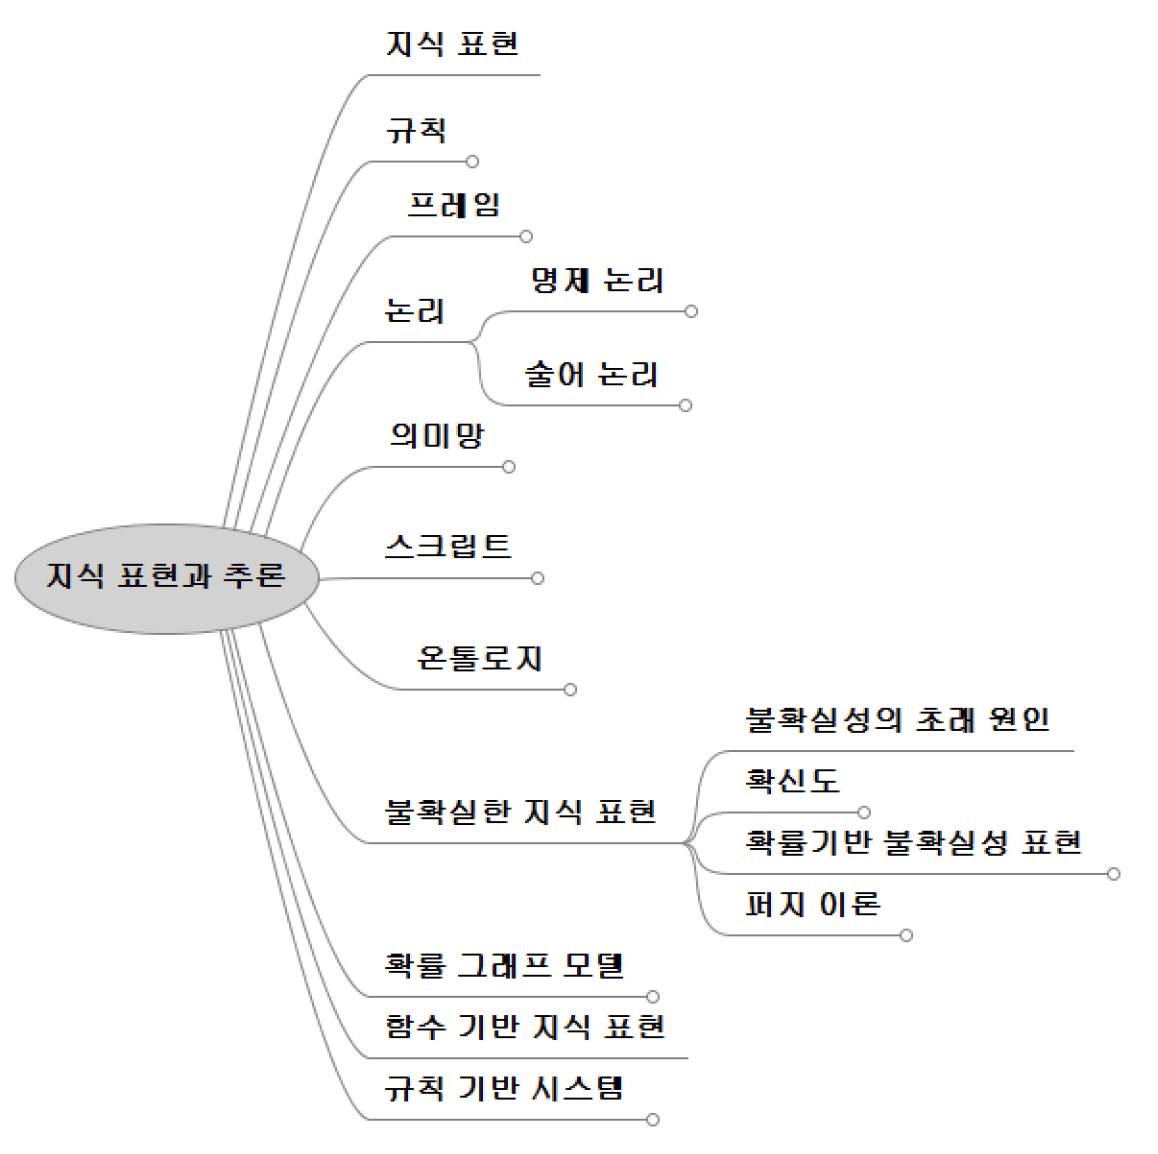 지식 표현
규칙
프레임
명제 논리
논리
술어 논리
의미망
스크립트
지식 표현과 추론
온톨로지
불확실성의 초래 원인
확신도
불확실한 지식 표현
확률기반 불확실성 표현
퍼지 이론
확률 그래프 모델
함수 기반 지식 표현
규칙 기반 시스템